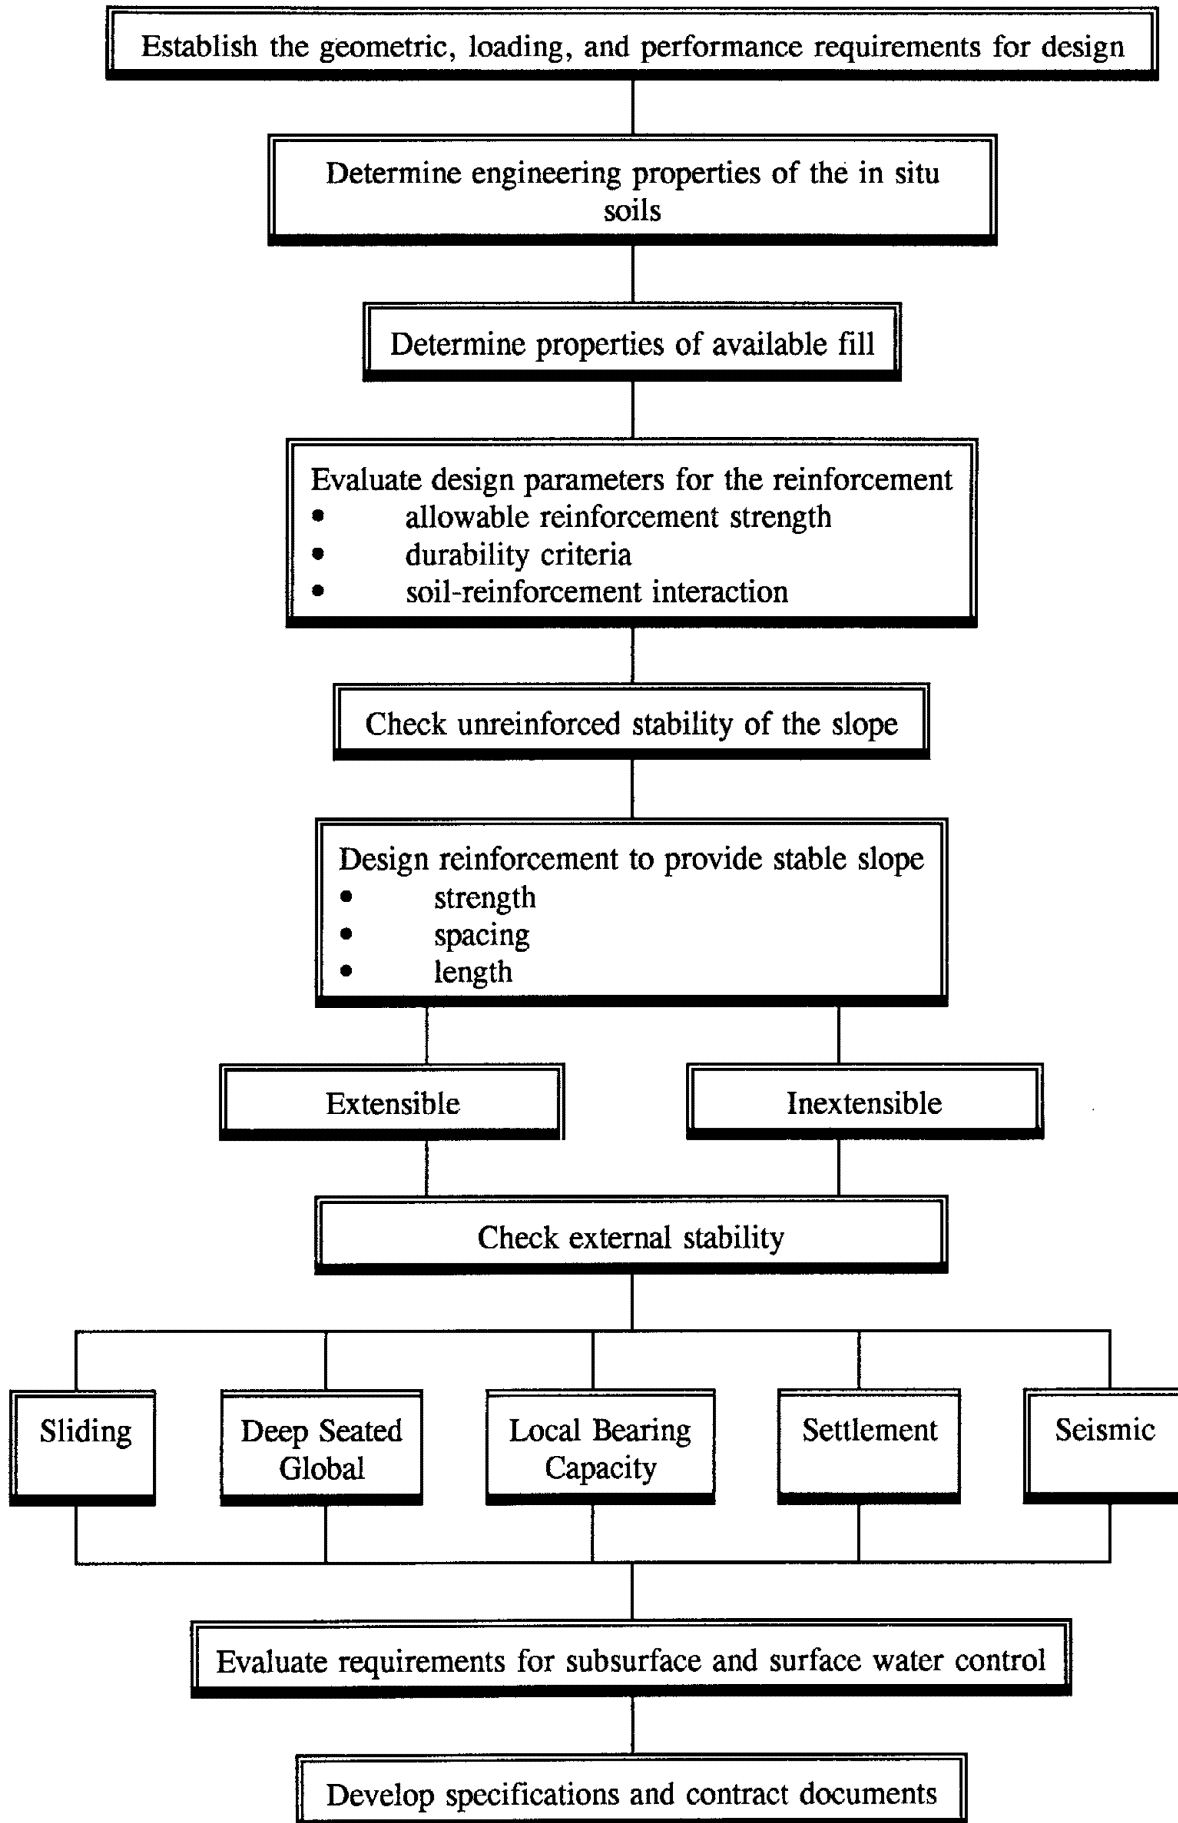 Establish the geometric, loading, and performance requirements for design
Determine engineering properties of the in situ
soils
Determine properties of available fill
Evaluate design parameters for the reinforcement
• allowable reinforcement strength
• durability criteria
• soil-reinforcement interaction
Check unreinforced stability of the slope
Design reinforcement to provide stable slope
• strength
• spacing
• length
Extensible
Inextensible
Check external stability
Sliding
Deep Seated
Global
Local Bearing
Capacity
Settlement
Seismic
Evaluate requirements for subsurface and surface water control
Develop specifications and contract documents